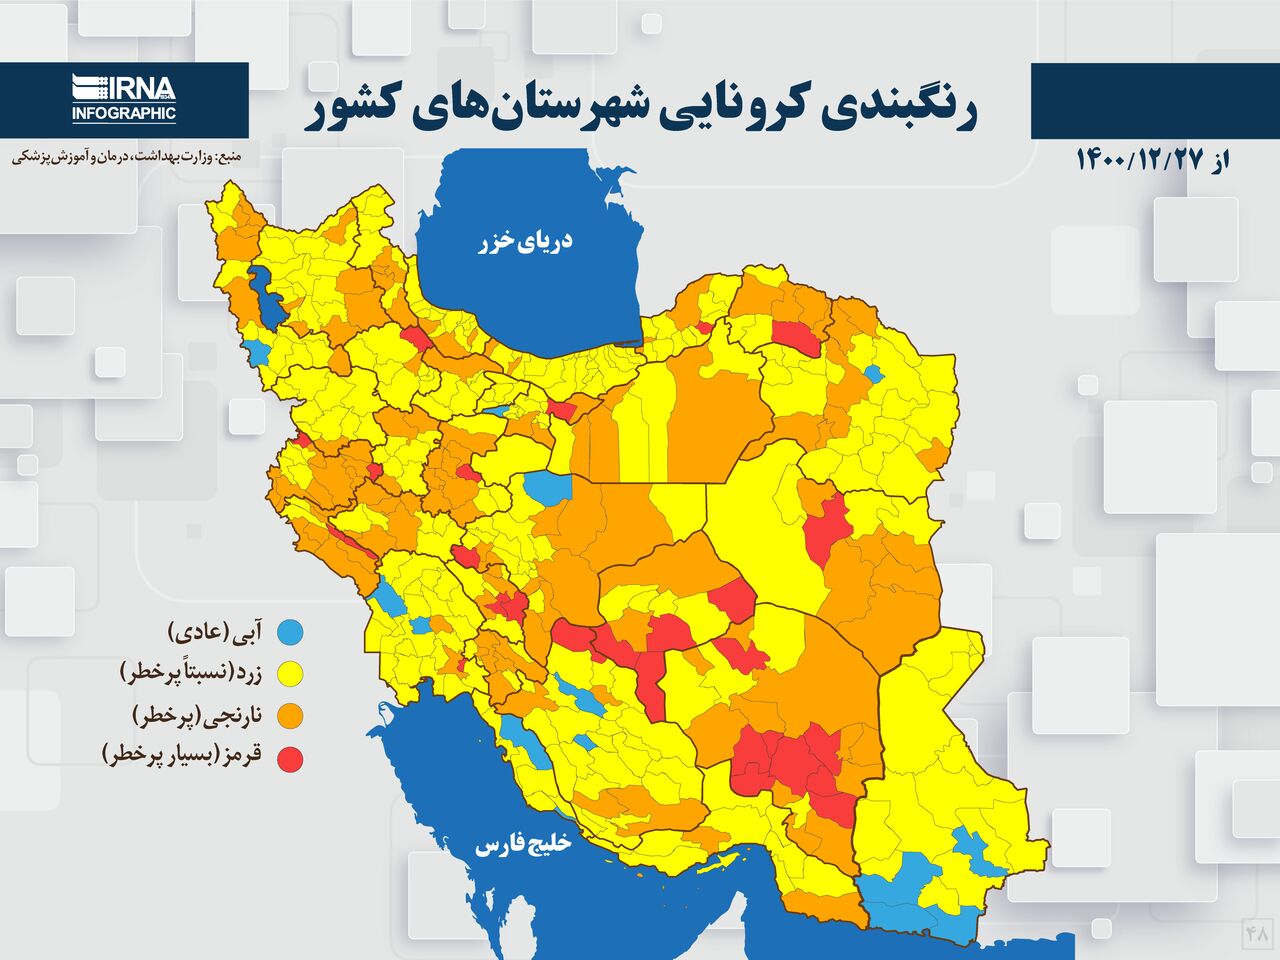 رنگبندی کرونایی شهرستان‌های کشور
IRNA
INFOGRAPHIC
منبع: وزارت بهداشت، درمان و آموزش پزشکی
از ۱۴۰۰/۱۲/۲۷
دریای خزر
آبی (عادی)
زرد (نسبتاً پرخطر)
نارنجی (پرخطر)
قرمز (بسیار پرخطر)
خلیج فارس
۴۸